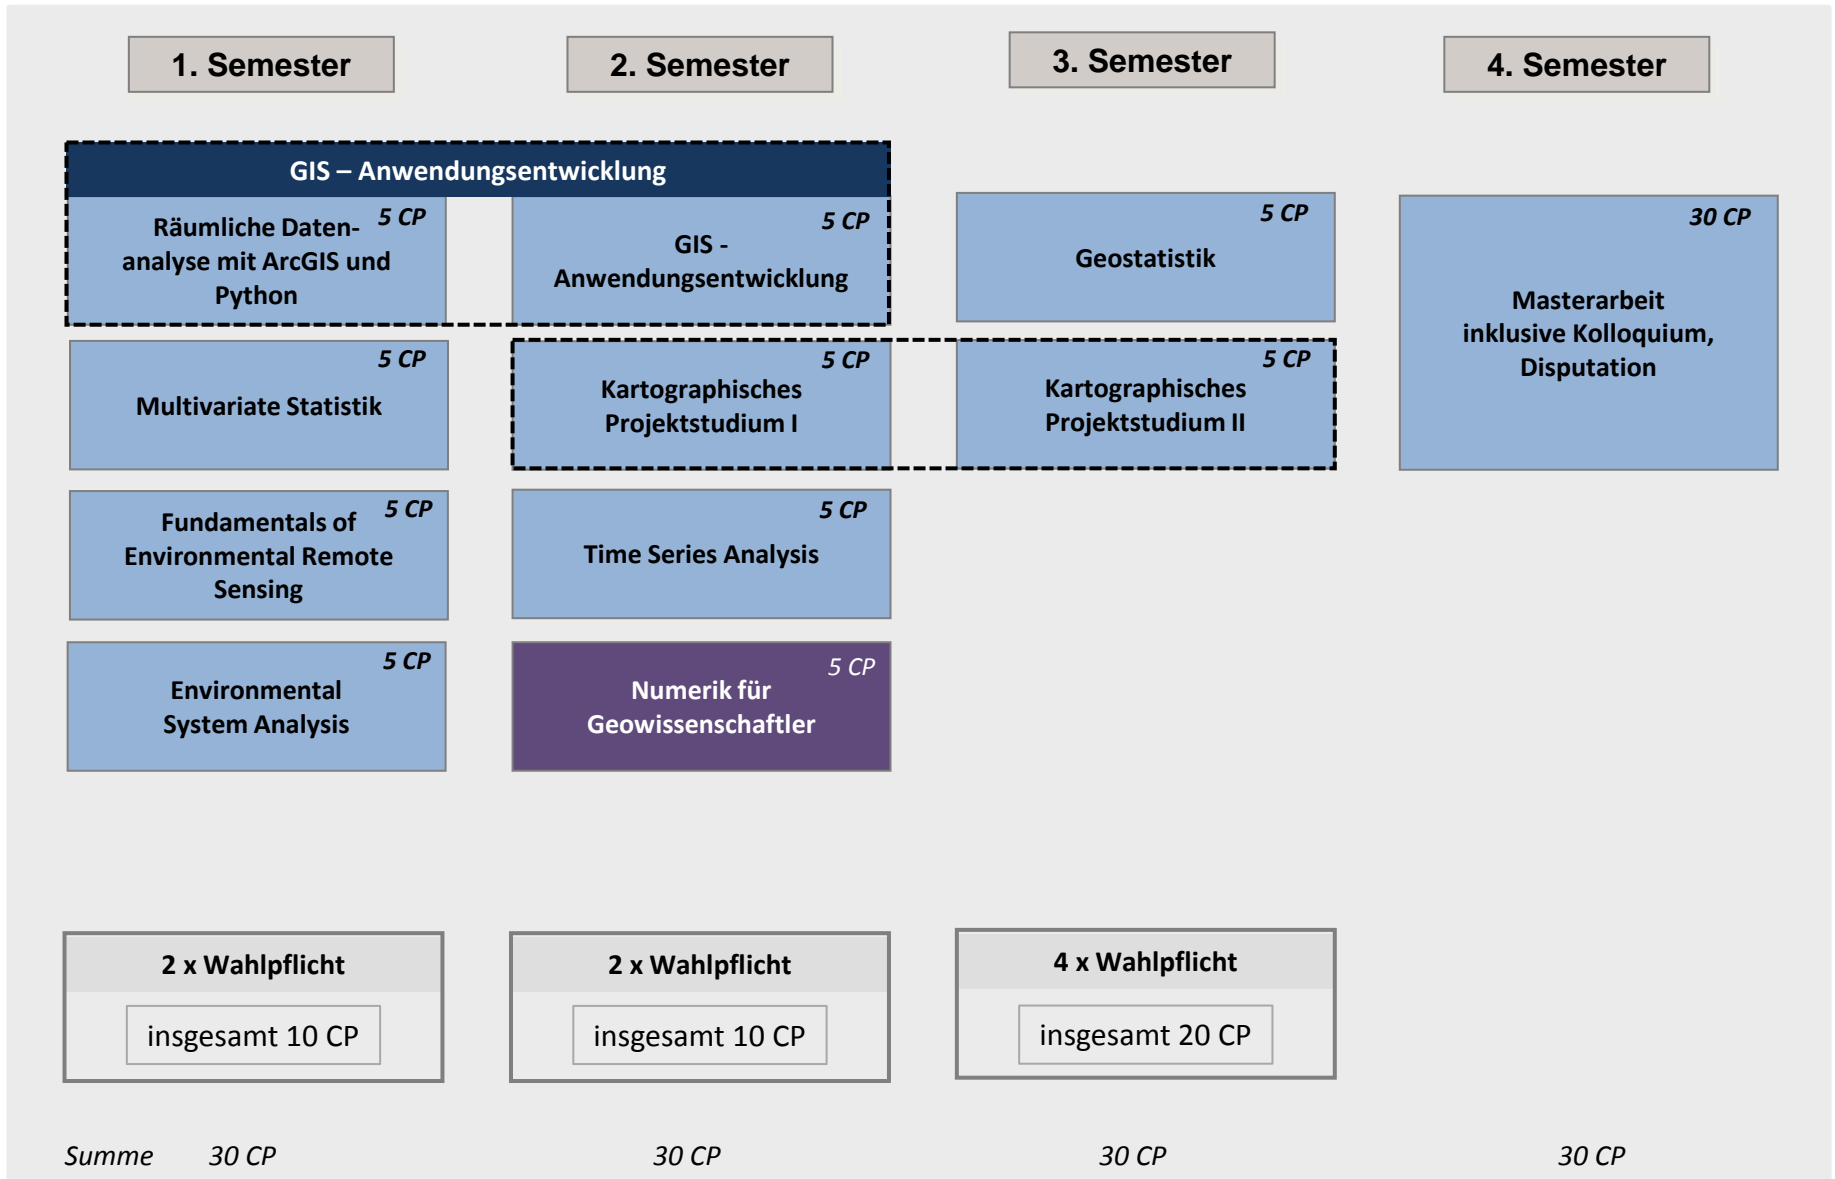 1. Semester
2. Semester
3. Semester
4. Semester
GIS – Anwendungsentwicklung
5 CP
Räumliche Daten-
analyse mit ArcGIS und
Python
5 CP
GIS -
Anwendungsentwicklung
5 CP
Geostatistik
30 CP
Masterarbeit
inklusive Kolloquium,
Disputation
5 CP
Multivariate Statistik
5 CP
Kartographisches
Projektstudium I
5 CP
Kartographisches
Projektstudium II
5 CP
Fundamentals of
Environmental Remote
Sensing
5 CP
Time Series Analysis
5 CP
Environmental
System Analysis
5 CP
Numerik für
Geowissenschaftler
2 x Wahlpflicht
insgesamt 10 CP
2 x Wahlpflicht
insgesamt 10 CP
4 x Wahlpflicht
insgesamt 20 CP
Summe 30 CP 30 CP 30 CP 30 CP